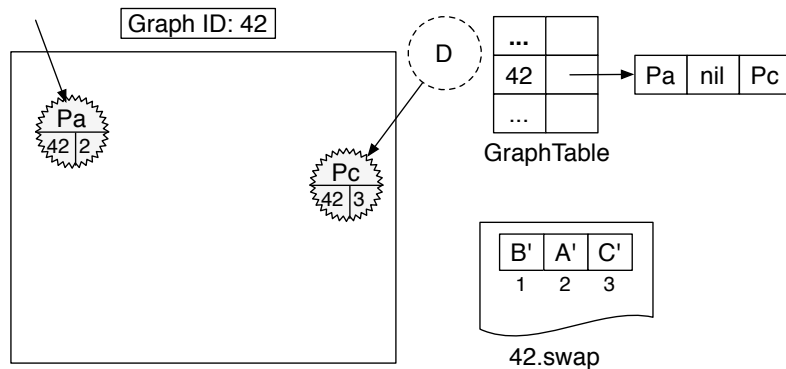 Graph ID: 42
Pa
42 2
Pc
42 3
D
...
42
...
GraphTable
Pa nil Pc
B' A' C'
1 2 3
42.swap